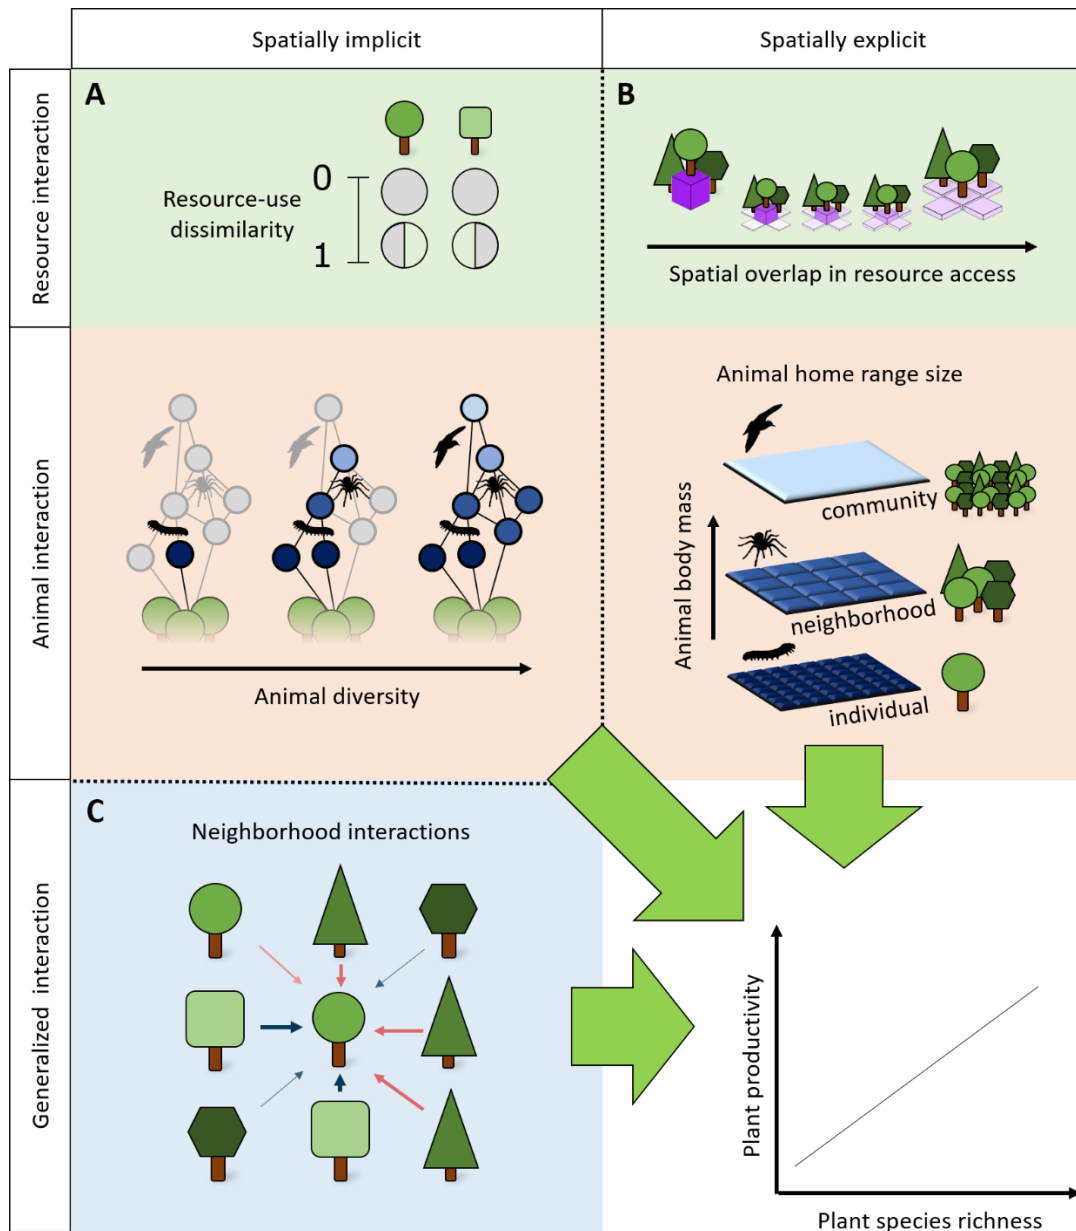 Spatially implicit
Spatially explicit
Resource interaction
A
Resource-use
dissimilarity
0
1
B
Spatial overlap in resource access
Animal interaction
Animal diversity
Animal home range size
Animal body mass
community
neighborhood
individual
Generalized interaction
C
Neighborhood interactions
Plant productivity
Plant species richness